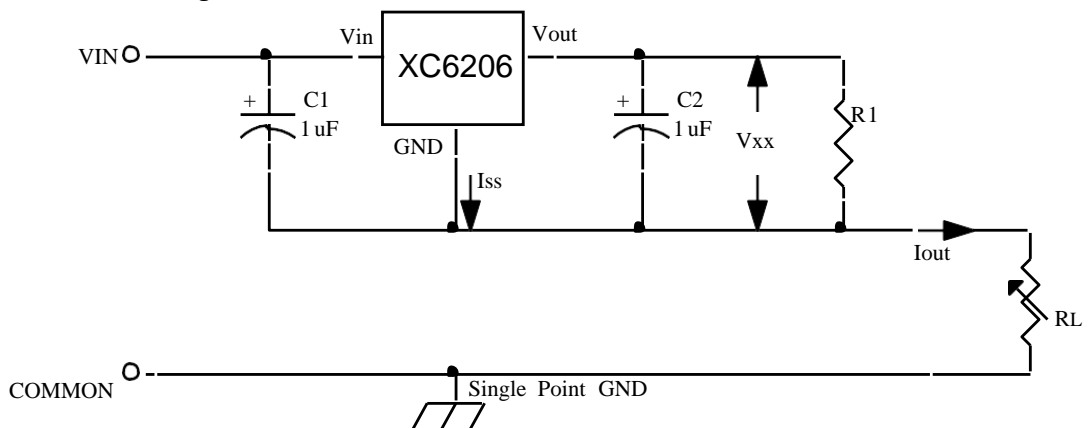 VIN
Vin
XC6206
Vout
+
C1
1 uF
GND
Iss
+
C2
1 uF
Vxx
R1
Iout
RL
COMMON
Single Point GND